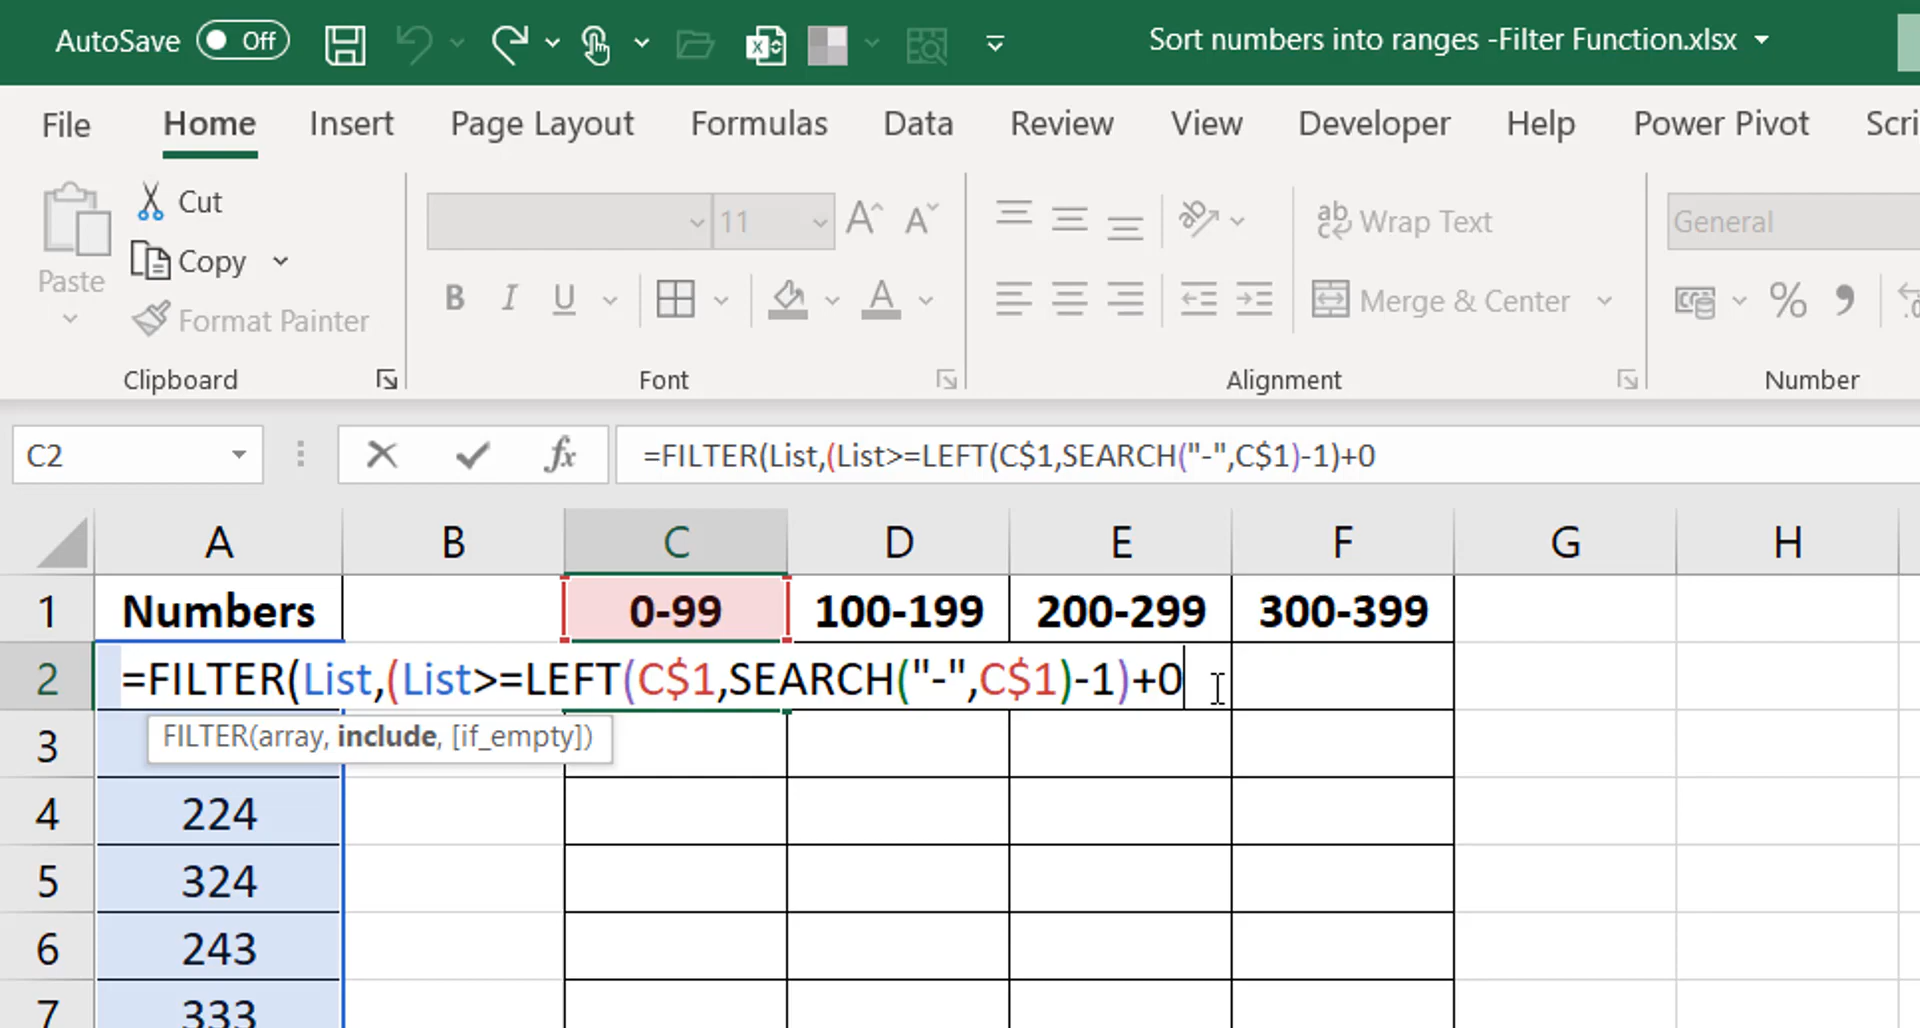 AutoSave Off Sort numbers into ranges -Filter Function.xlsx
File Home Insert Page Layout Formulas Data Review View Developer Help Power Pivot Scri
Paste
Cut
Copy
Format Painter
Clipboard
11
B I U
Font
Wrap Text
Merge & Center
Alignment
General
Number
C2 =FILTER(List,(List>=LEFT(C$1,SEARCH("-",C$1)-1)+0
A B C D E F G H
1 Numbers 0-99 100-199 200-299 300-399
2 =FILTER(List,(List>=LEFT(C$1,SEARCH("-",C$1)-1)+0
FILTER(array, include, [if_empty])
3
4 224
5 324
6 243
7 333